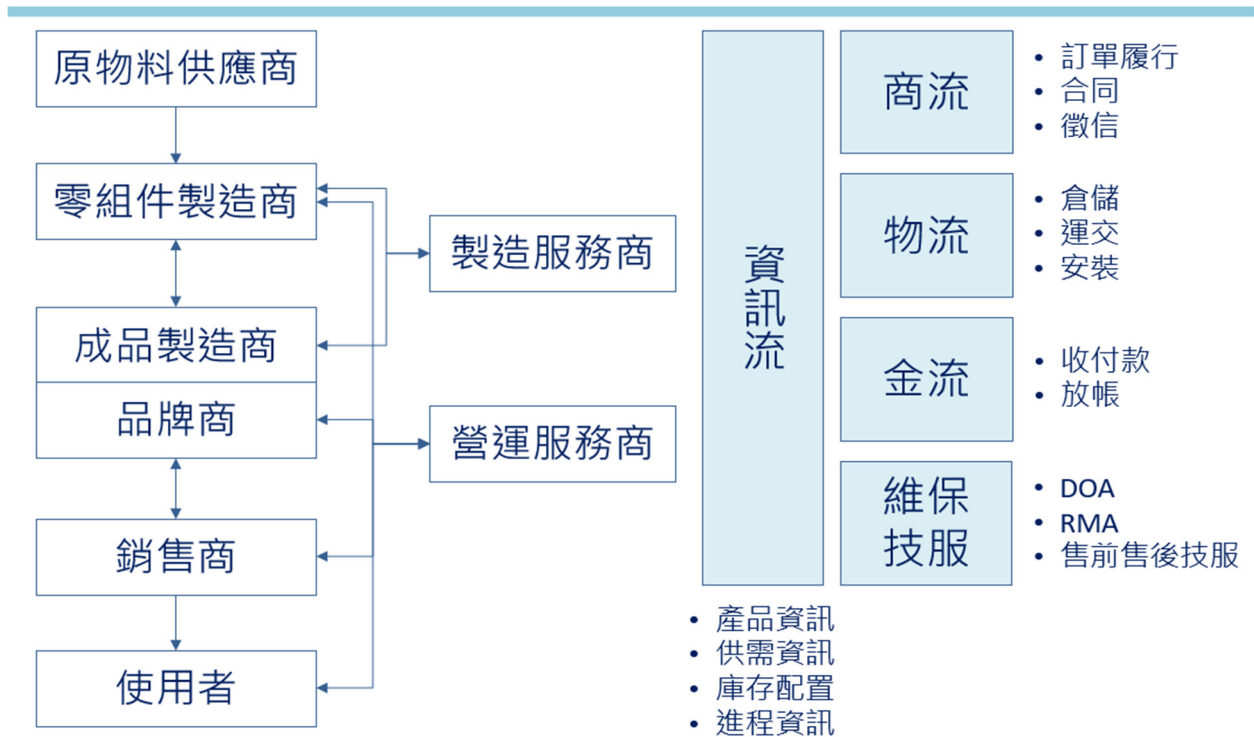 原物料供應商
零組件製造商
成品製造商
品牌商
銷售商
使用者
製造服務商
營運服務商
資訊流
• 產品資訊
• 供需資訊
• 庫存配置
• 進程資訊
商流
• 訂單履行
• 合同
• 徵信
物流
• 倉儲
• 運交
• 安裝
金流
• 收付款
• 放帳
維保
技服
• DOA
• RMA
• 售前售後技服